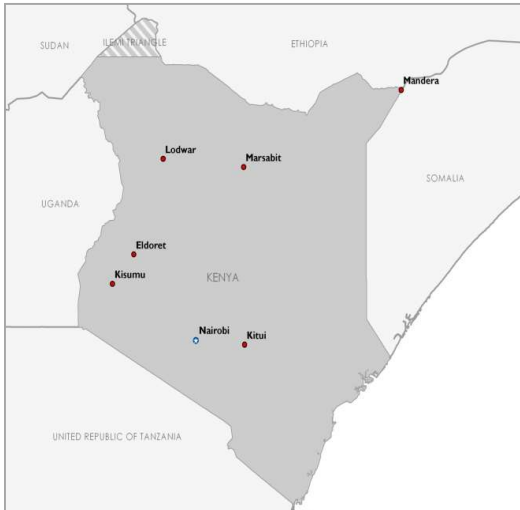 SUDAN
ILEMI TRIANGLE
ETHIOPIA
Mandera
Lodwar
Marsabit
SOMALIA
UGANDA
Eldoret
KENYA
Kisumu
Nairobi
Kitui
UNITED REPUBLIC OF TANZANIA